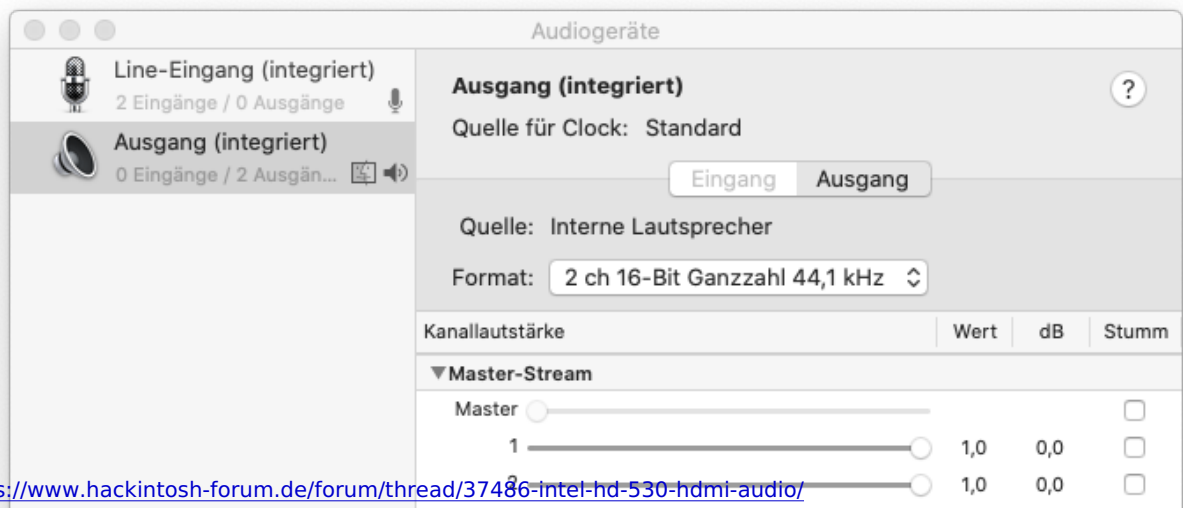 Audiogeräte
Line-Eingang (integriert)
2 Eingänge / 0 Ausgänge
Ausgang (integriert)
0 Eingänge / 2 Ausgän...
Ausgang (integriert)
?
Quelle für Clock: Standard
Eingang Ausgang
Quelle: Interne Lautsprecher
Format: 2 ch 16-Bit Ganzzahl 44,1 kHz
Kanallautstärke Wert dB Stumm
Master-Stream
Master
1 1,0 0,0
2 1,0 0,0
s://www.hackintosh-forum.de/forum/thread/37486-intel-hd-530-hdmi-audio/